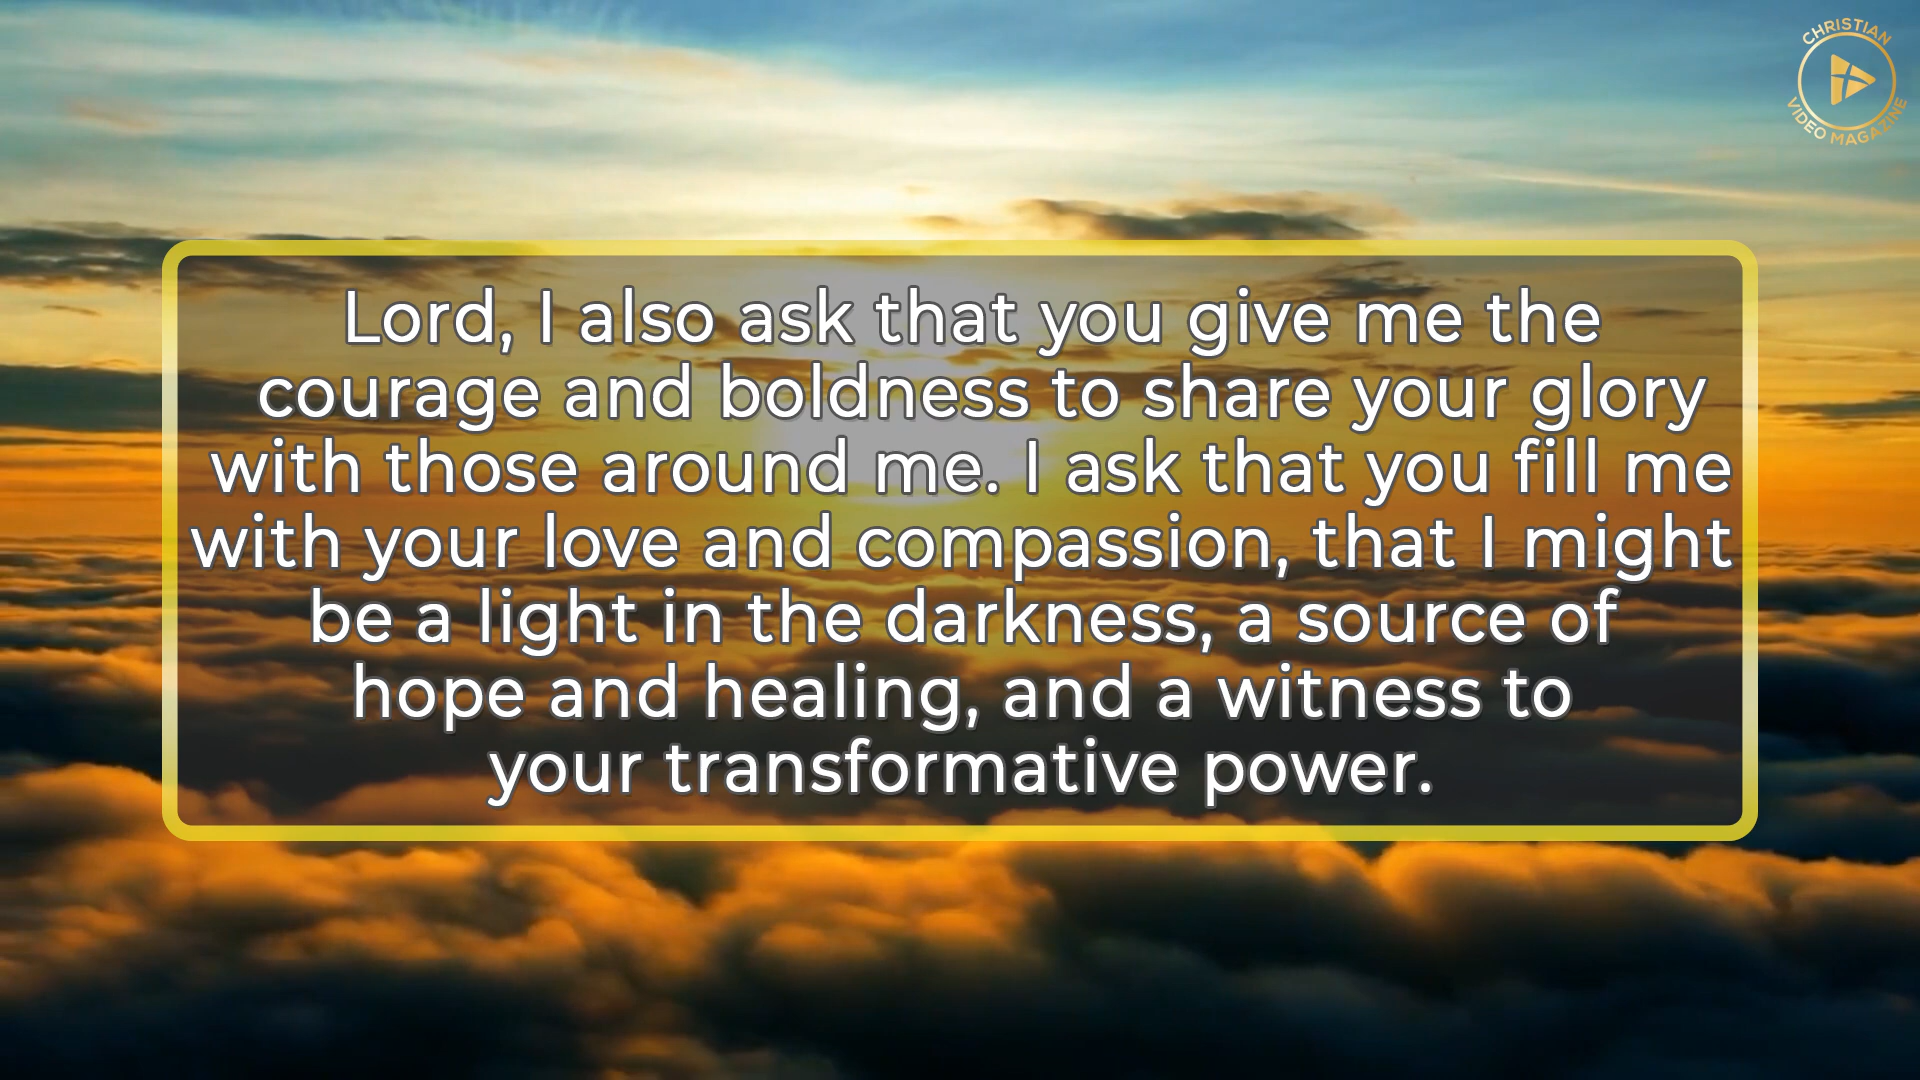 CHRISTIAN
VIDEO MAGAZINE
Lord, I also ask that you give me the
courage and boldness to share your glory
with those around me. I ask that you fill me
with your love and compassion, that I might
be a light in the darkness, a source of
hope and healing, and a witness to
your transformative power.